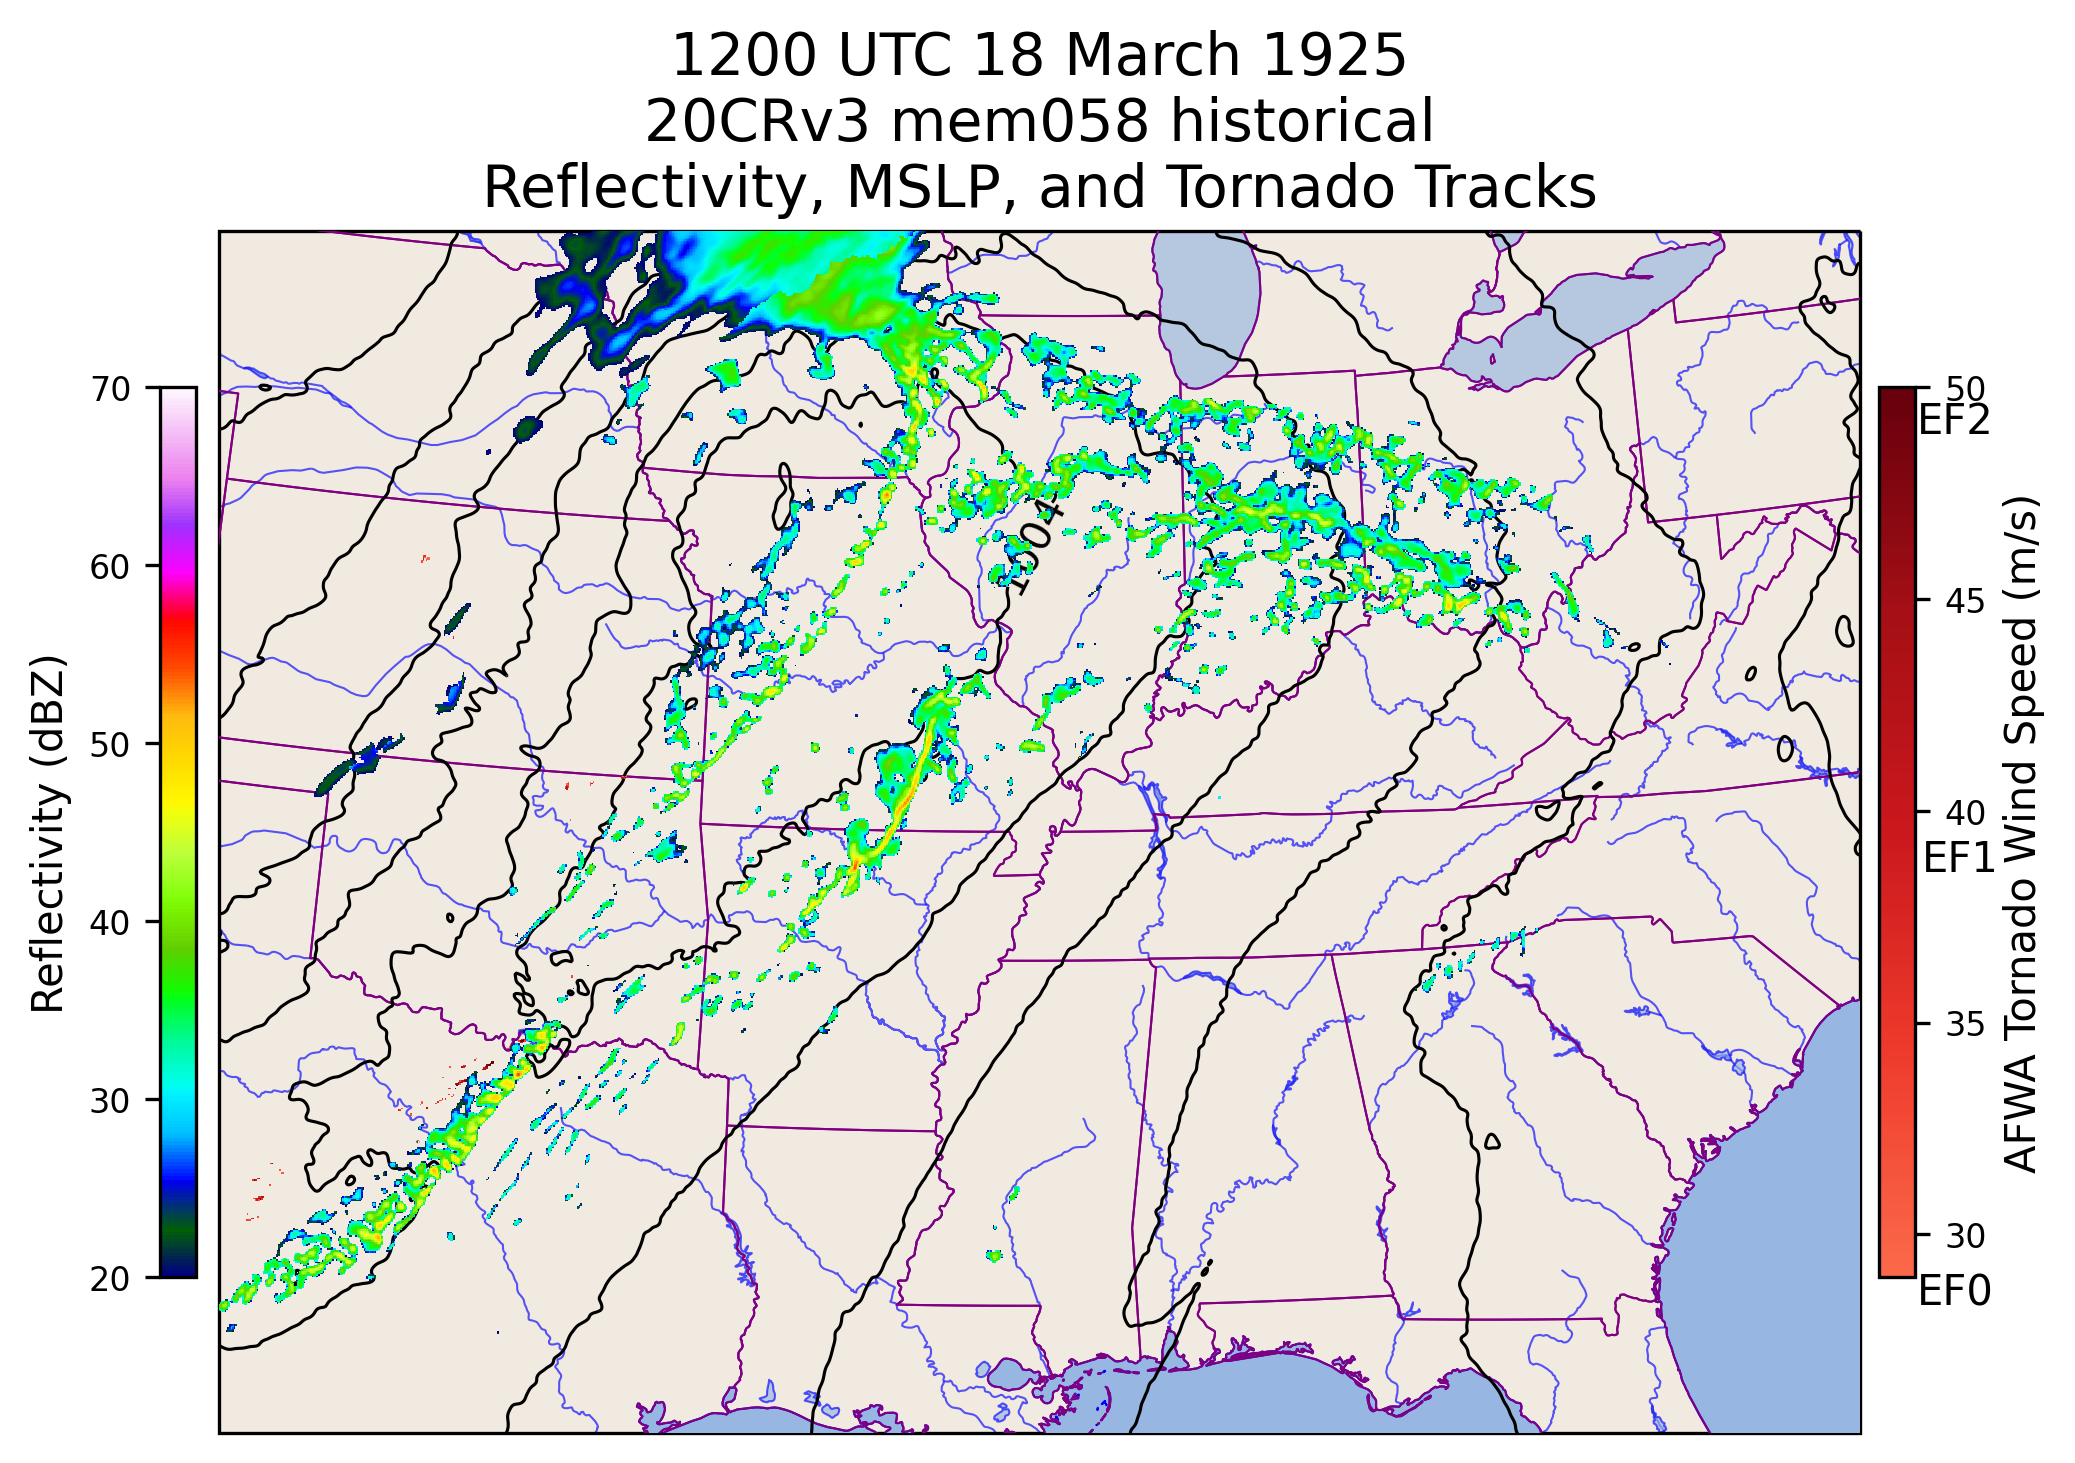 1200 UTC 18 March 1925
20CRv3 mem058 historical
Reflectivity, MSLP, and Tornado Tracks
70
60
50
40
30
20
Reflectivity (dBZ)
1004
50
EF2
45
40
EF1
35
30
EF0
AFWA Tornado Wind Speed (m/s)